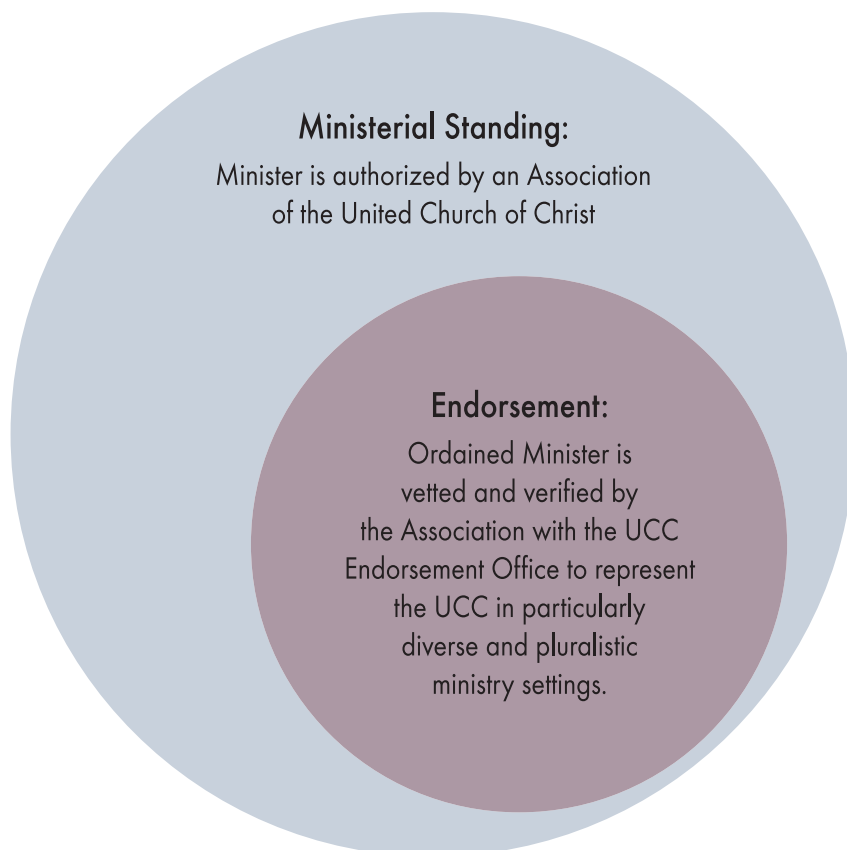 Ministerial Standing:
Minister is authorized by an Association
of the United Church of Christ
Endorsement:
Ordained Minister is
vetted and verified by
the Association with the UCC
Endorsement Office to represent
the UCC in particularly
diverse and pluralistic
ministry settings.